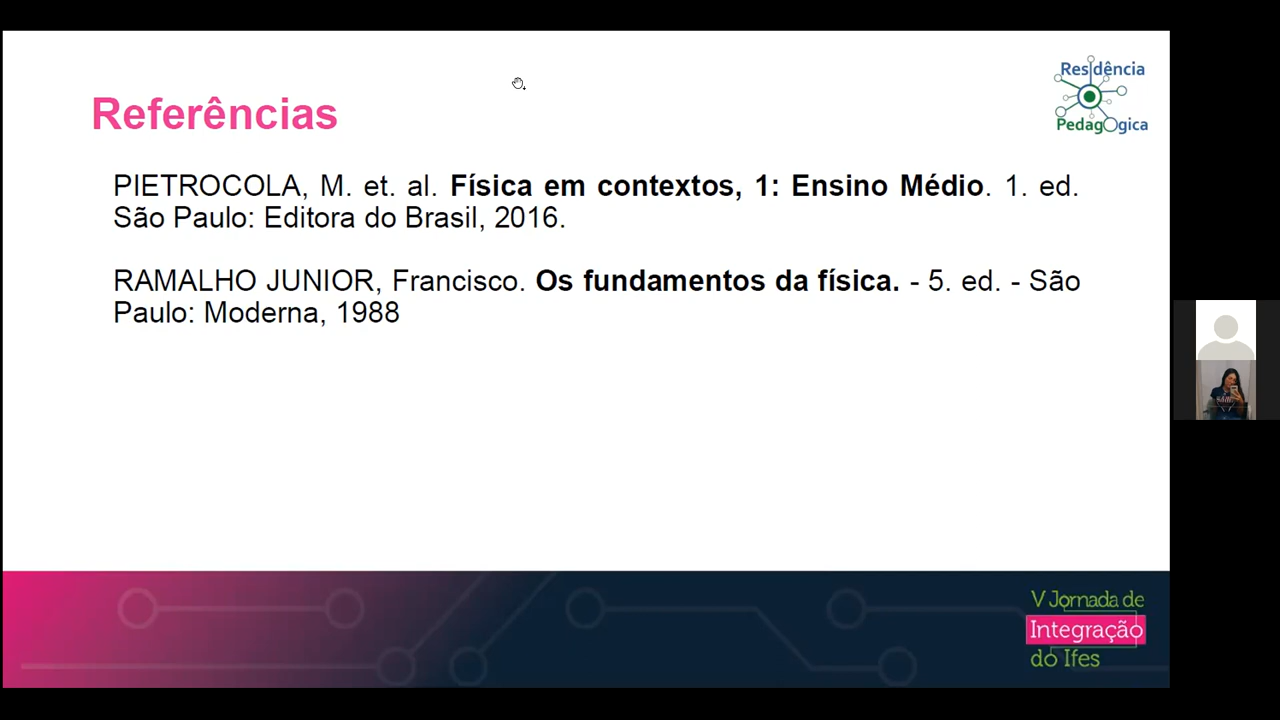 Residência
Pedagógica
Referências
PIETROCOLA, M. et. al. Física em contextos, 1: Ensino Médio. 1. ed.
São Paulo: Editora do Brasil, 2016.
RAMALHO JUNIOR, Francisco. Os fundamentos da física. - 5. ed. - São
Paulo: Moderna, 1988
V Jornada de
Integração
do Ifes